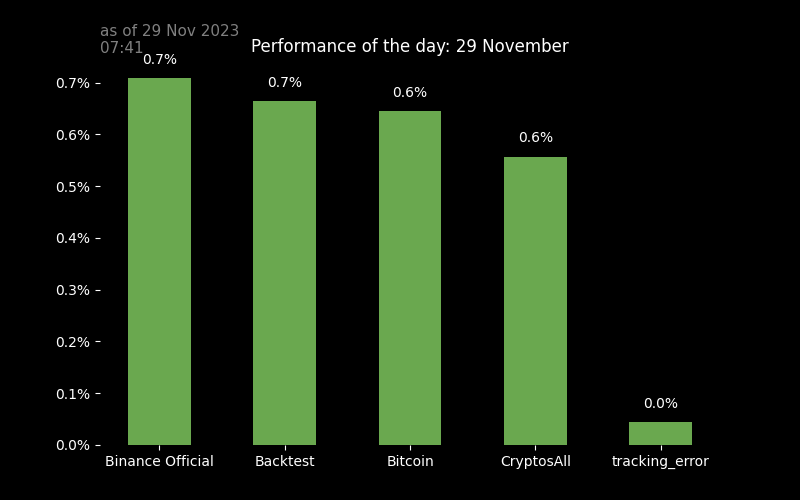 as of 29 Nov 2023
07:41
Performance of the day: 29 November
0.7%
0.7%
0.6%
0.6%
0.0%
0.7%
0.6%
0.5%
0.4%
0.3%
0.2%
0.1%
0.0%
Binance Official
Backtest
Bitcoin
CryptosAll
tracking_error